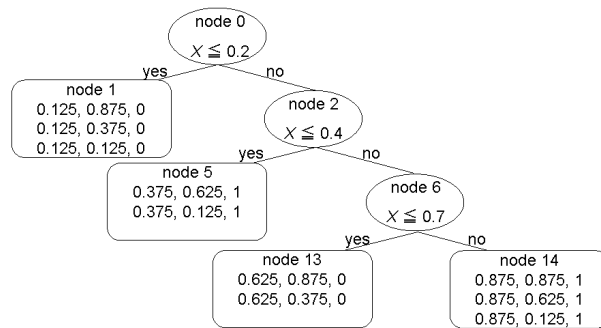 node 0
X ≦ 0.2
yes
no
node 1
0.125, 0.875, 0
0.125, 0.375, 0
0.125, 0.125, 0
node 2
X ≦ 0.4
yes
no
node 5
0.375, 0.625, 1
0.375, 0.125, 1
node 6
X ≦ 0.7
yes
no
node 13
0.625, 0.875, 0
0.625, 0.375, 0
node 14
0.875, 0.875, 1
0.875, 0.625, 1
0.875, 0.125, 1